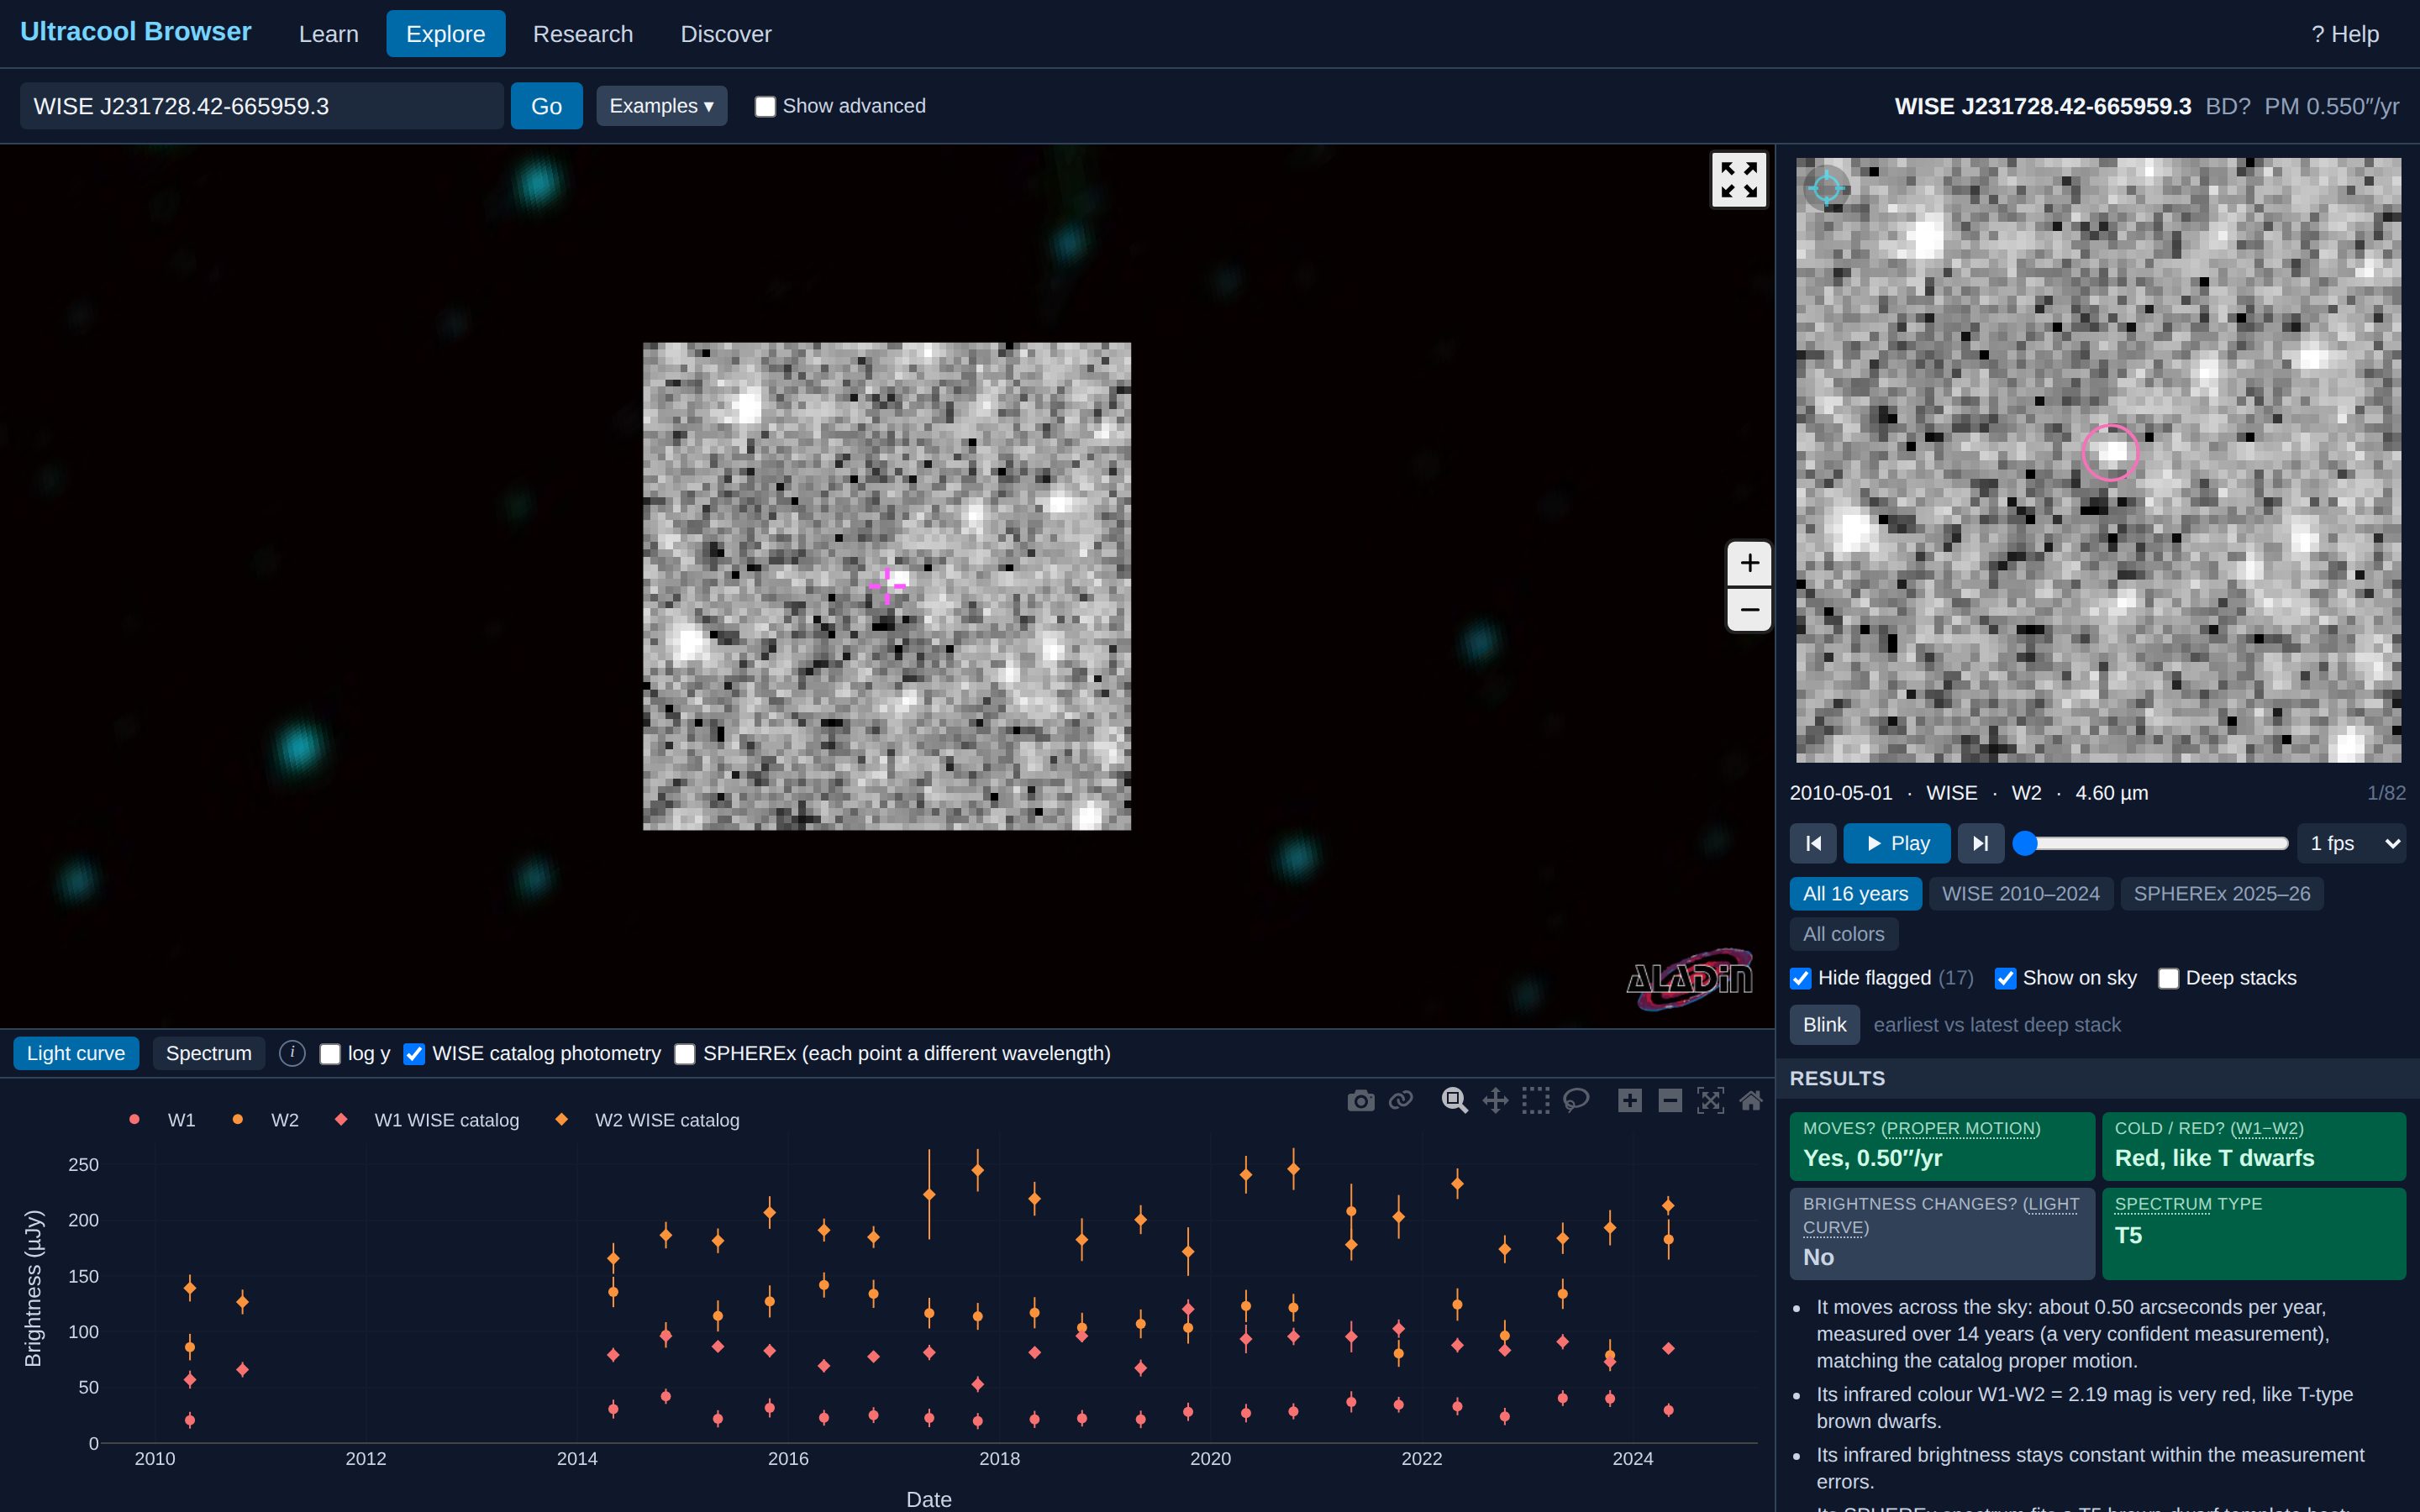 Ultracool Browser Learn Explore Research Discover ? Help
WISE J231728.42-665959.3 Go Examples ▾ Show advanced WISE J231728.42-665959.3 BD? PM 0.550″/yr
+
−
ALADiN
2010-05-01 · WISE · W2 · 4.60 µm 1/82
Play 1 fps
All 16 years WISE 2010–2024 SPHEREx 2025–26
All colors
Hide flagged (17) Show on sky Deep stacks
Blink earliest vs latest deep stack
Light curve Spectrum i log y WISE catalog photometry SPHEREx (each point a different wavelength)
W1 W2 W1 WISE catalog W2 WISE catalog
Brightness (µJy)
250
200
150
100
50
0
2010 2012 2014 2016 2018 2020 2022 2024
Date
RESULTS
MOVES? (PROPER MOTION)
Yes, 0.50″/yr
COLD / RED? (W1−W2)
Red, like T dwarfs
BRIGHTNESS CHANGES? (LIGHT
CURVE)
No
SPECTRUM TYPE
T5
It moves across the sky: about 0.50 arcseconds per year,
measured over 14 years (a very confident measurement),
matching the catalog proper motion.
Its infrared colour W1-W2 = 2.19 mag is very red, like T-type
brown dwarfs.
Its infrared brightness stays constant within the measurement
errors.